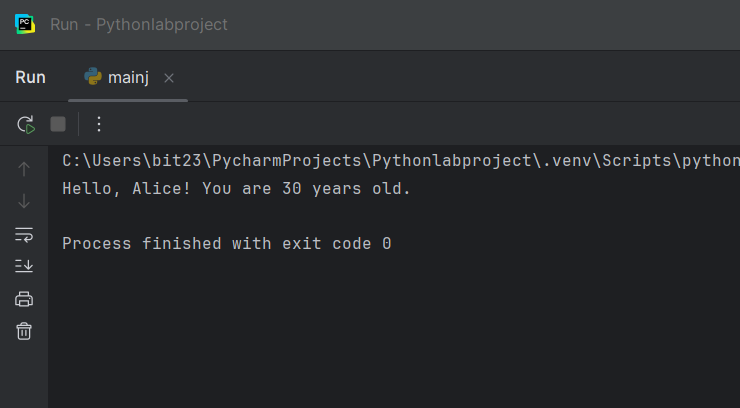 PC
Run - Pythonlabproject
Run mainj
C:\Users\bit23\PycharmProjects\Pythonlabproject\.venv\Scripts\python
Hello, Alice! You are 30 years old.
Process finished with exit code 0